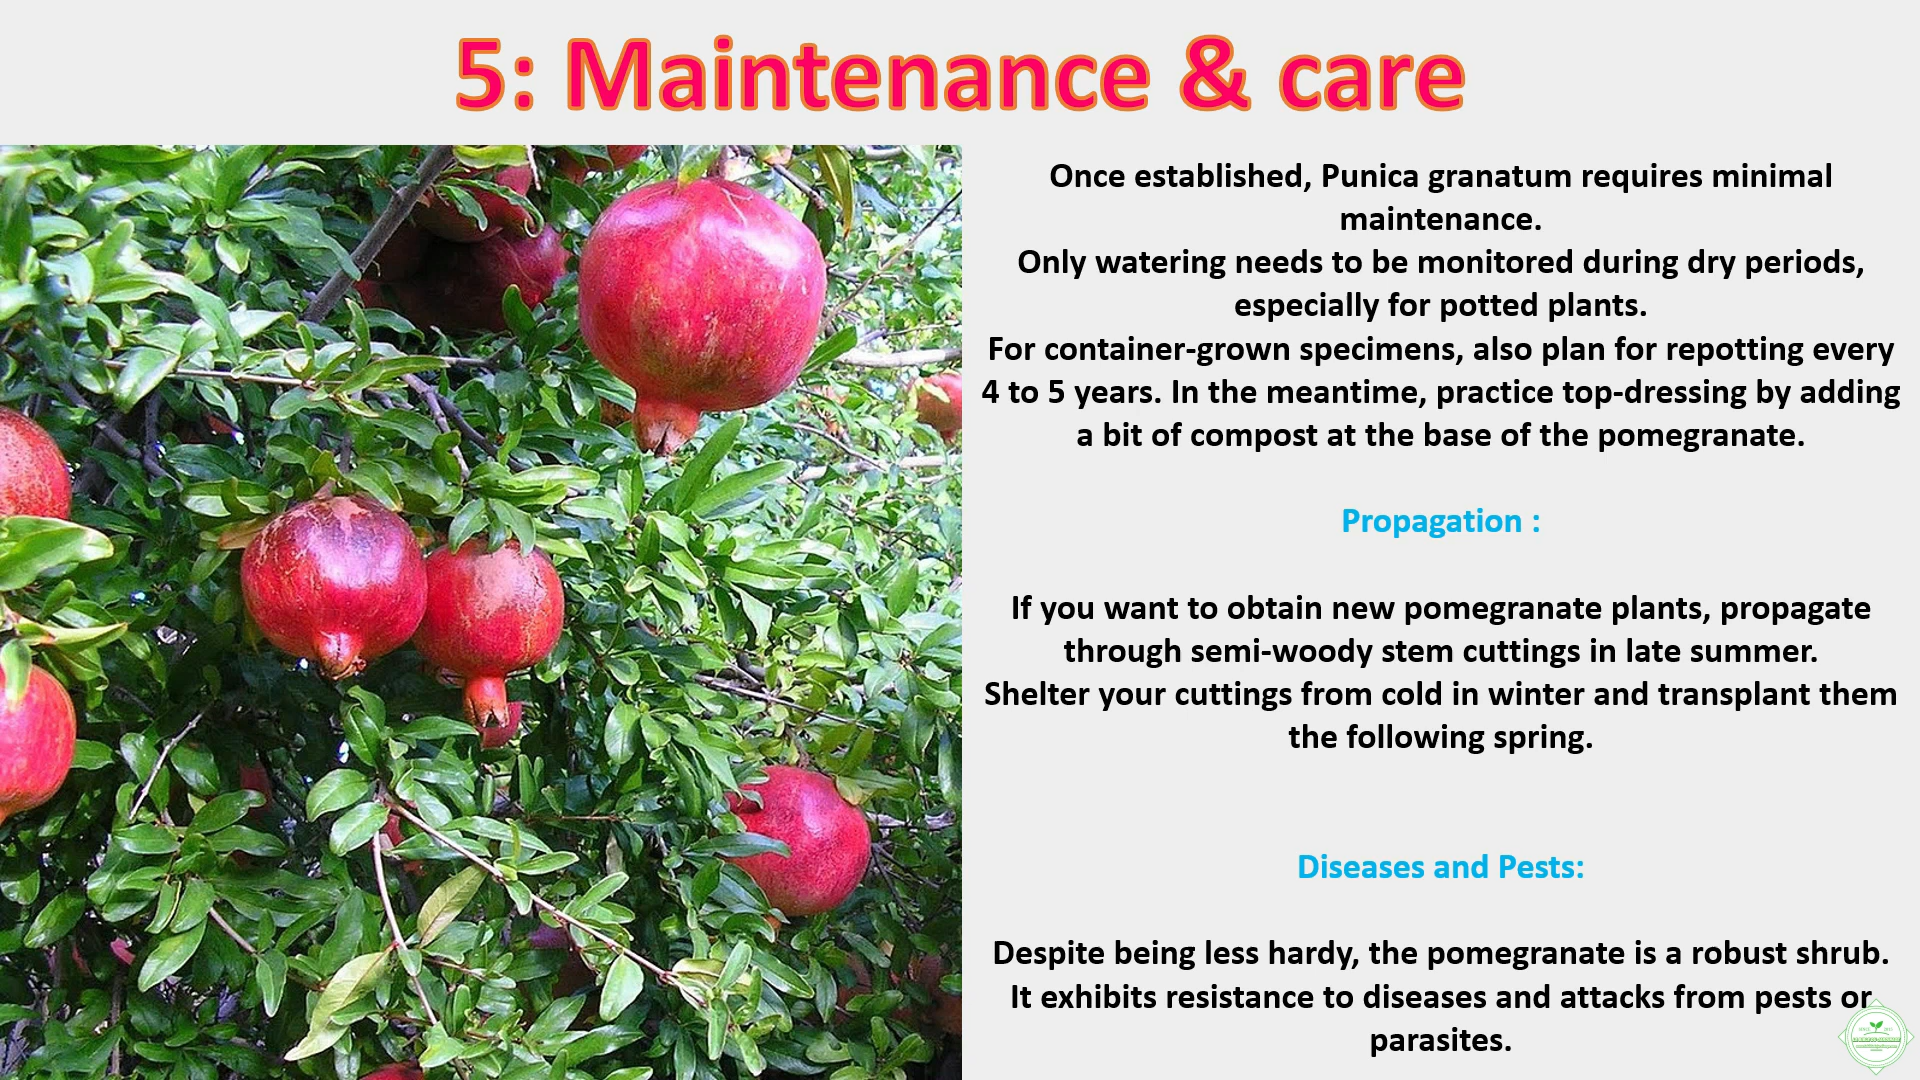 5: Maintenance & care
Once established, Punica granatum requires minimal
maintenance.
Only watering needs to be monitored during dry periods,
especially for potted plants.
For container-grown specimens, also plan for repotting every
4 to 5 years. In the meantime, practice top-dressing by adding
a bit of compost at the base of the pomegranate.
Propagation :
If you want to obtain new pomegranate plants, propagate
through semi-woody stem cuttings in late summer.
Shelter your cuttings from cold in winter and transplant them
the following spring.
Diseases and Pests:
Despite being less hardy, the pomegranate is a robust shrub.
It exhibits resistance to diseases and attacks from pests or
parasites.